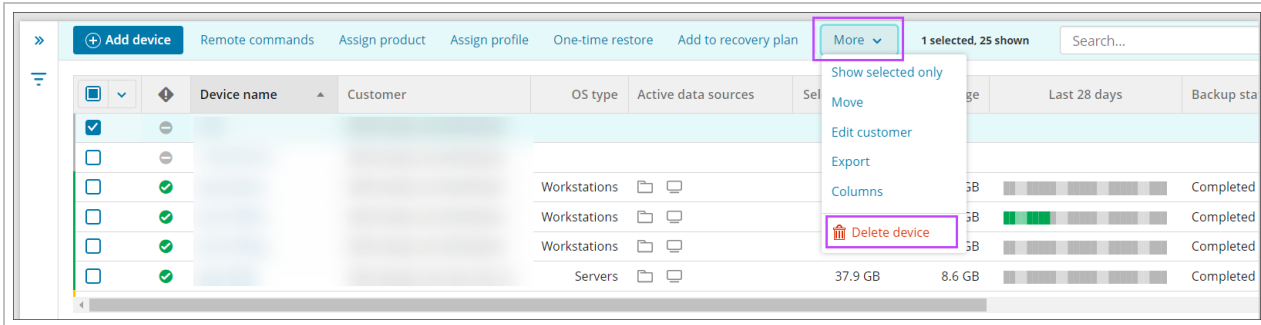 Add device Remote commands Assign product Assign profile One-time restore Add to recovery plan More 1 selected, 25 shown Search...
Show selected only
Device name Customer OS type Active data sources Sel ge Last 28 days Backup sta
Move
Edit customer
Export
Workstations GB Completed
Columns
Workstations GB Completed
Delete device
Workstations GB Completed
Servers 37.9 GB 8.6 GB Completed